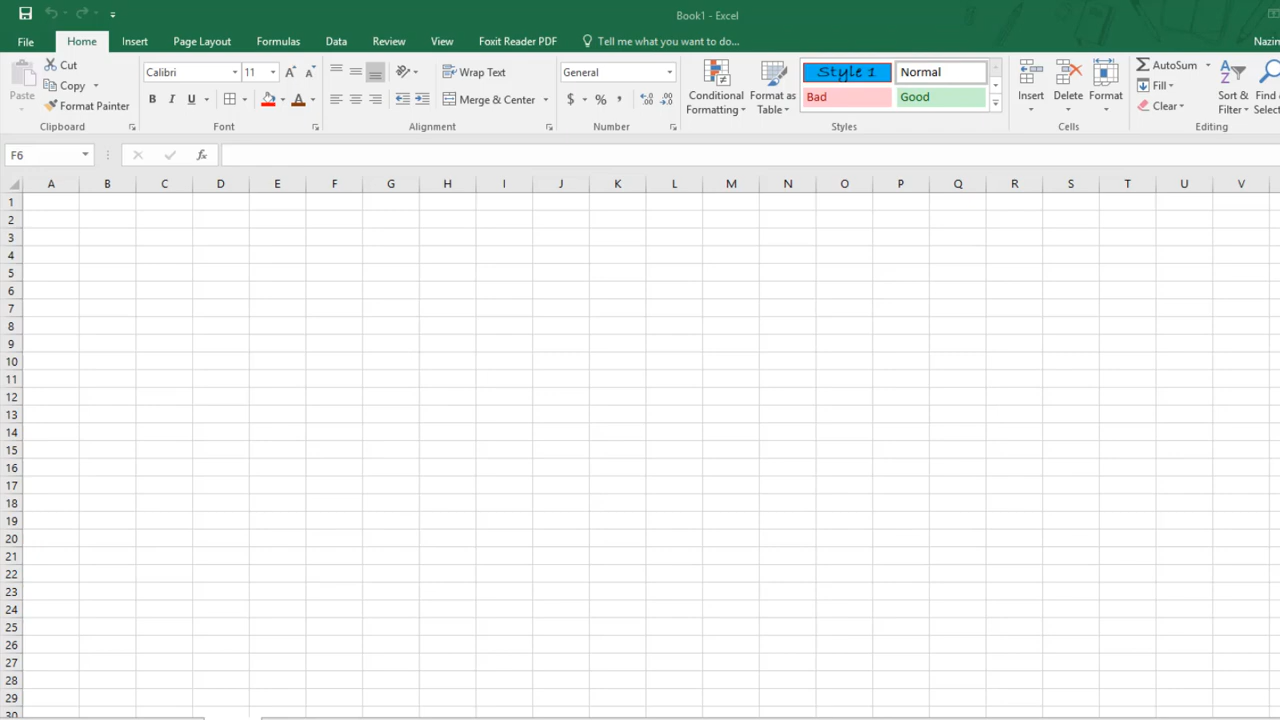 Book1 - Excel
File Home Insert Page Layout Formulas Data Review View Foxit Reader PDF Tell me what you want to do... Nazin
Paste
Cut
Copy
Format Painter
Clipboard
Calibri 11
B I U
Font
Wrap Text
Merge & Center
Alignment
General
$ % ,
Number
Conditional Formatting
Format as Table
Style 1 Normal
Bad Good
Styles
Insert Delete Format
Cells
AutoSum
Fill
Clear
Sort & Filter
Find &
Selec
Editing
F6 fx
A B C D E F G H I J K L M N O P Q R S T U V
1
2
3
4
5
6
7
8
9
10
11
12
13
14
15
16
17
18
19
20
21
22
23
24
25
26
27
28
29
30